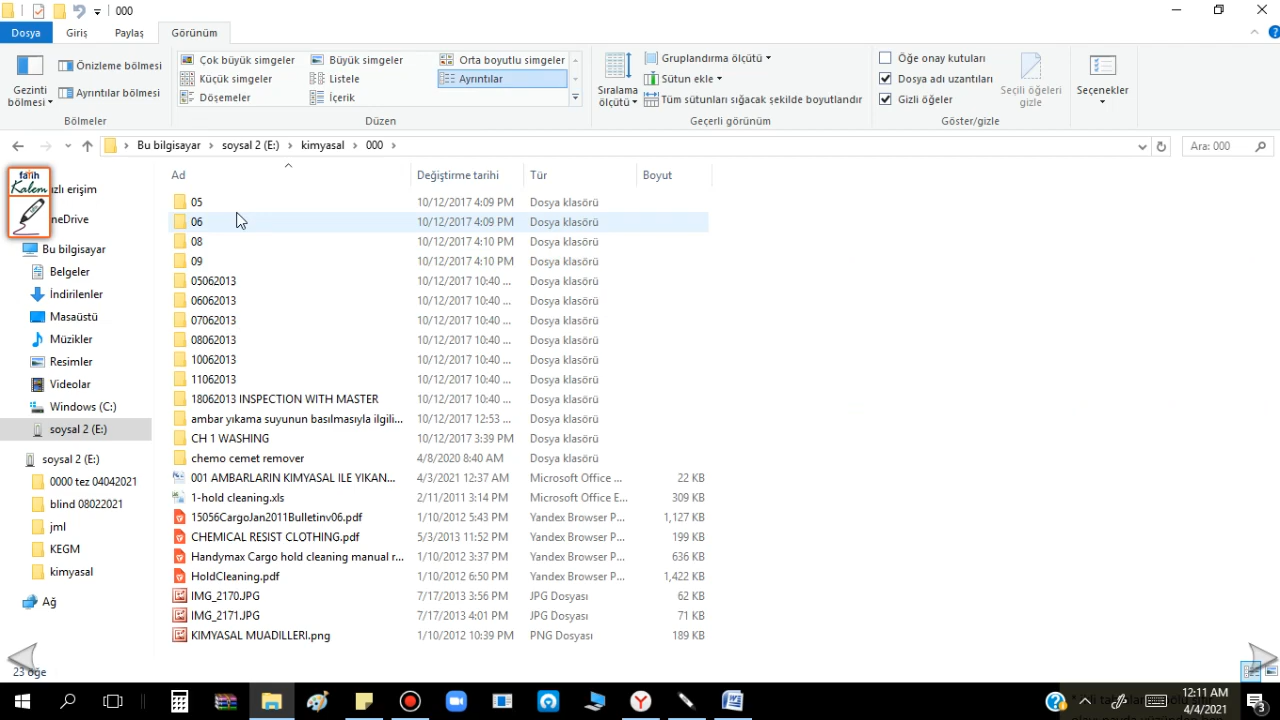 000
Dosya Giriş Paylaş Görünüm
Gezinti bölmesi
Önizleme bölmesi
Ayrıntılar bölmesi
Bölmeler
Çok büyük simgeler Büyük simgeler Orta boyutlu simgeler
Küçük simgeler Listele Ayrıntılar
Döşemeler İçerik
Düzen
Sıralama ölçütü
Gruplandırma ölçütü
Sütun ekle
Tüm sütunları sığacak şekilde boyutlandır
Geçerli görünüm
Öğe onay kutuları
Dosya adı uzantıları
Gizli öğeler
Seçili öğeleri gizle
Göster/gizle
Seçenekler
Bu bilgisayar > soysal 2 (E:) > kimyasal > 000 >
Ara: 000
fatih
Kalem
ızlı erişim
neDrive
Bu bilgisayar
Belgeler
İndirilenler
Masaüstü
Müzikler
Resimler
Videolar
Windows (C:)
soysal 2 (E:)
soysal 2 (E:)
0000 tez 04042021
blind 08022021
jml
KEGM
kimyasal
Ağ
Ad Değiştirme tarihi Tür Boyut
05 10/12/2017 4:09 PM Dosya klasörü
06 10/12/2017 4:09 PM Dosya klasörü
08 10/12/2017 4:10 PM Dosya klasörü
09 10/12/2017 4:10 PM Dosya klasörü
05062013 10/12/2017 10:40 ... Dosya klasörü
06062013 10/12/2017 10:40 ... Dosya klasörü
07062013 10/12/2017 10:40 ... Dosya klasörü
08062013 10/12/2017 10:40 ... Dosya klasörü
10062013 10/12/2017 10:40 ... Dosya klasörü
11062013 10/12/2017 10:40 ... Dosya klasörü
18062013 INSPECTION WITH MASTER 10/12/2017 10:40 ... Dosya klasörü
ambar yıkama suyunun basılmasıyla ilgili... 10/12/2017 12:53 ... Dosya klasörü
CH 1 WASHING 10/12/2017 3:39 PM Dosya klasörü
chemo cemet remover 4/8/2020 8:40 AM Dosya klasörü
001 AMBARLARIN KIMYASAL ILE YIKAN... 4/3/2021 12:37 AM Microsoft Office ... 22 KB
1-hold cleaning.xls 2/11/2011 3:14 PM Microsoft Office E... 309 KB
15056CargoJan2011Bulletinv06.pdf 1/10/2012 5:43 PM Yandex Browser P... 1,127 KB
CHEMICAL RESIST CLOTHING.pdf 5/3/2013 11:52 PM Yandex Browser P... 199 KB
Handymax Cargo hold cleaning manual r... 1/10/2012 3:37 PM Yandex Browser P... 636 KB
HoldCleaning.pdf 1/10/2012 6:50 PM Yandex Browser P... 1,422 KB
IMG_2170.JPG 7/17/2013 3:56 PM JPG Dosyası 62 KB
IMG_2171.JPG 7/17/2013 4:01 PM JPG Dosyası 71 KB
KIMYASAL MUADILLERI.png 1/10/2012 10:39 PM PNG Dosyası 189 KB
23 öğe
12:11 AM
4/4/2021
3